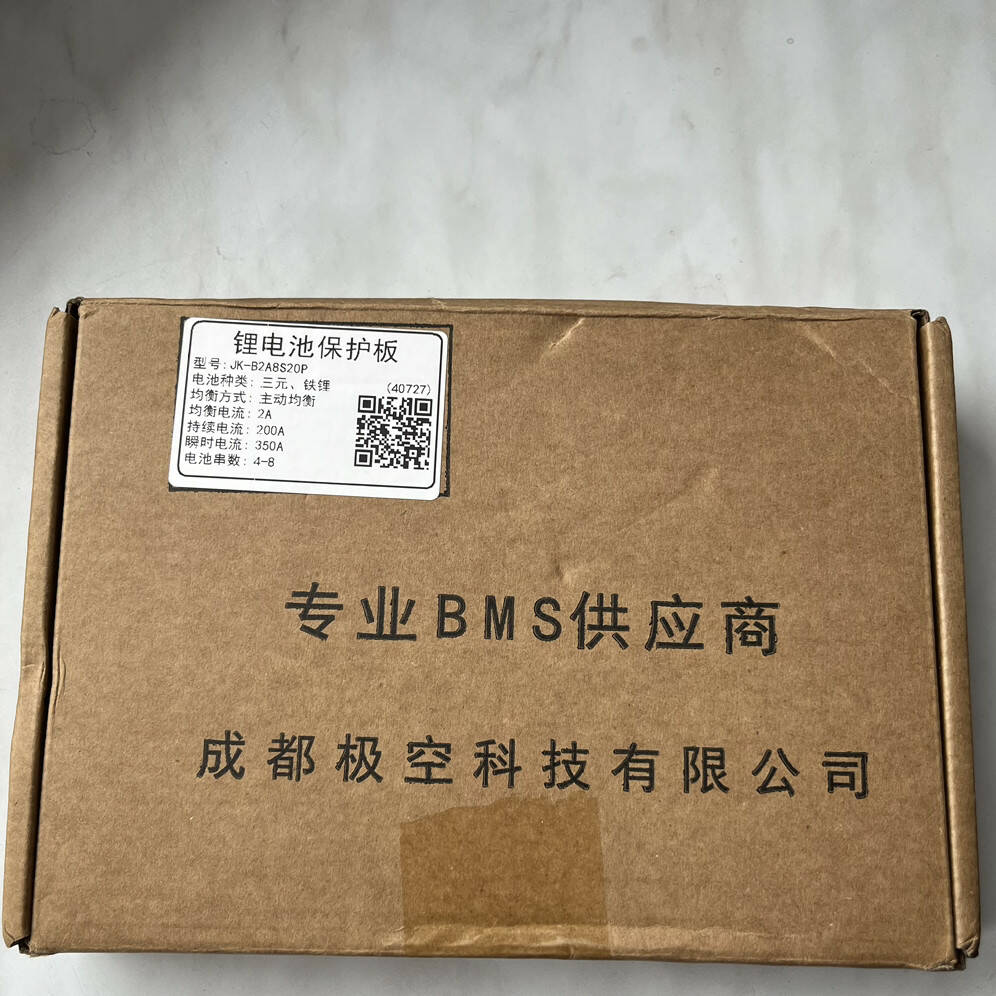 锂电池保护板
型号:JK-B2A8S20P
电池种类: 三元、铁锂
(40727)
均衡方式: 主动均衡
均衡电流: 2A
持续电流: 200A
瞬时电流: 350A
电池串数: 4-8
专业BMS供应商
成都极空科技有限公司